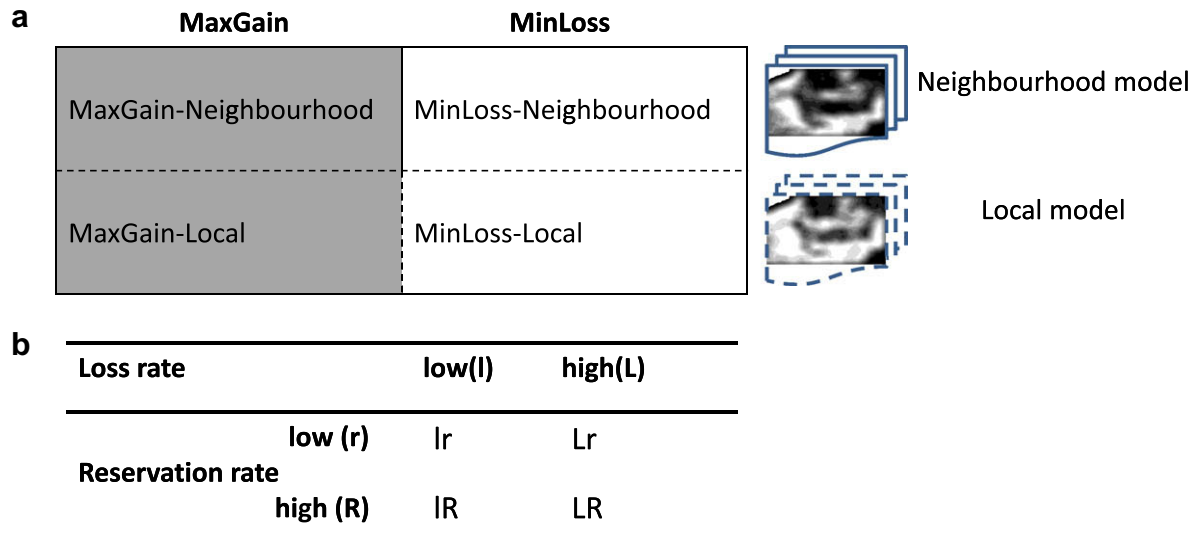 a
MaxGain MinLoss
MaxGain-Neighbourhood MinLoss-Neighbourhood Neighbourhood model
MaxGain-Local MinLoss-Local Local model
b
Loss rate low(l) high(L)
low (r) lr Lr
Reservation rate
high (R) lR LR